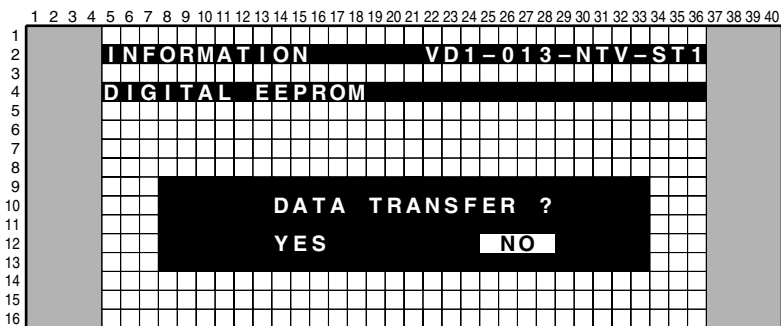 1 2 3 4 5 6 7 8 9 10 11 12 13 14 15 16 17 18 19 20 21 22 23 24 25 26 27 28 29 30 31 32 33 34 35 36 37 38 39 40
1
2 INFORMATION VD1-013-NTV-ST1
3
4 DIGITAL EEPROM
5
6
7
8
9
10 DATA TRANSFER ?
11
12 YES NO
13
14
15
16